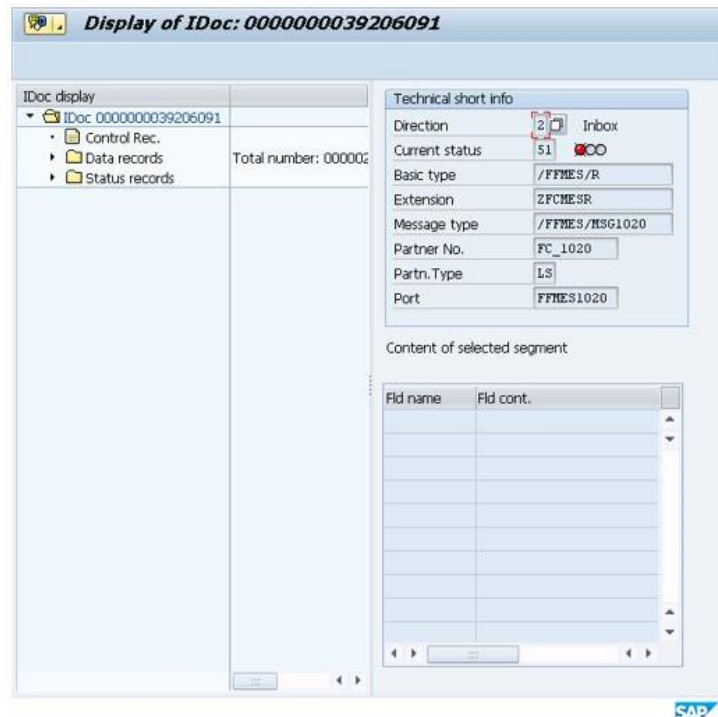 Display of IDoc: 0000000039206091
IDoc display
IDoc 0000000039206091
Control Rec.
Data records Total number: 000002
Status records
Technical short info
Direction 2 Inbox
Current status 51
Basic type /FFMES/R
Extension ZFCMESR
Message type /FFMES/MSG1020
Partner No. FC_1020
Partn.Type LS
Port FFMES1020
Content of selected segment
Fld name Fld cont.
SAP